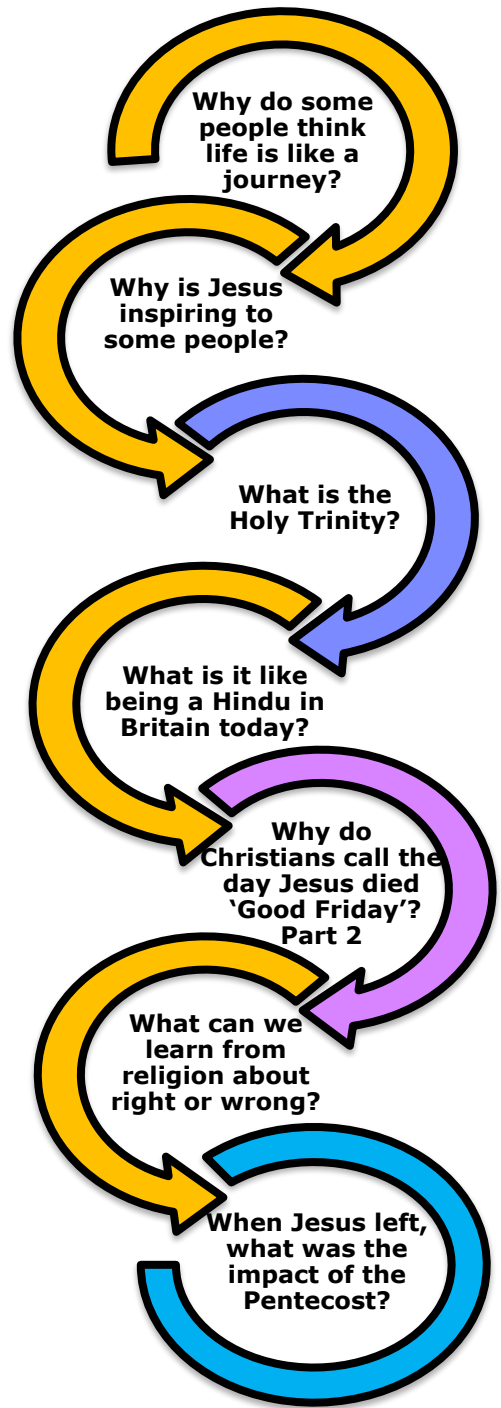 Why do some
people think
life is like a
journey?
Why is Jesus
inspiring to
some people?
What is the
Holy Trinity?
What is it like
being a Hindu in
Britain today?
Why do
Christians call the
day Jesus died
‘Good Friday’?
Part 2
What can we
learn from
religion about
right or wrong?
When Jesus left,
what was the
impact of the
Pentecost?